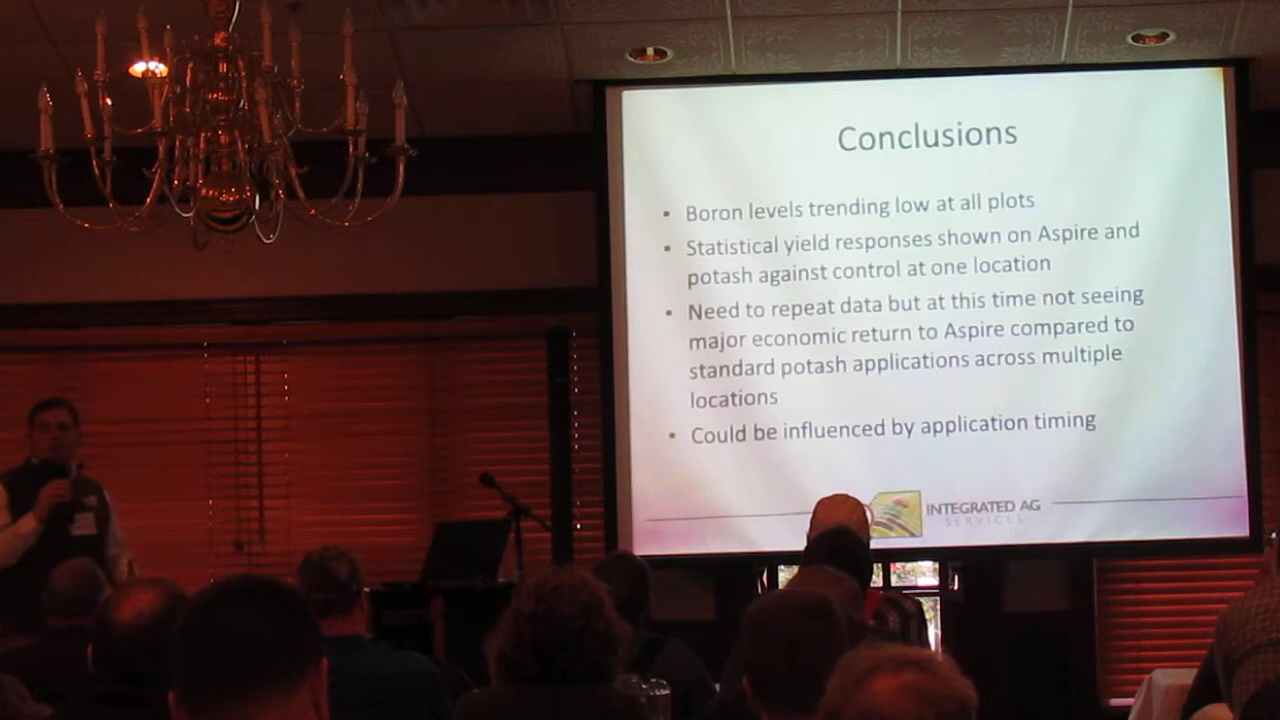 Conclusions
• Boron levels trending low at all plots
• Statistical yield responses shown on Aspire and
potash against control at one location
• Need to repeat data but at this time not seeing
major economic return to Aspire compared to
standard potash applications across multiple
locations
• Could be influenced by application timing
INTEGRATED AG
SERVICES